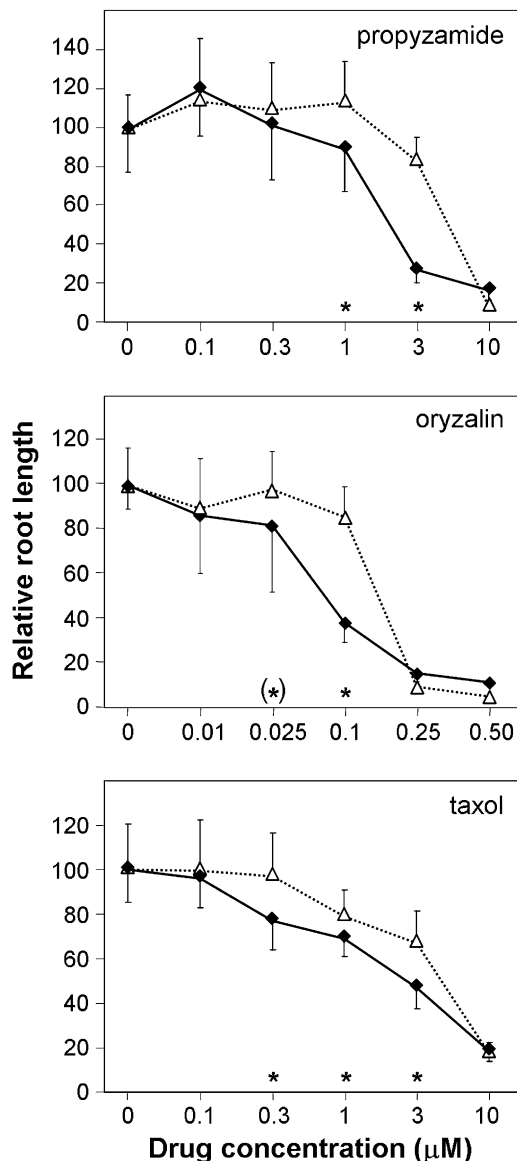 propyzamide
140
120
100
80
60
40
20
0
* *
0 0.1 0.3 1 3 10
Relative root length
oryzalin
120
100
80
60
40
20
0
(*) *
0 0.01 0.025 0.1 0.25 0.50
taxol
120
100
80
60
40
20
0
* * *
0 0.1 0.3 1 3 10
Drug concentration (μM)